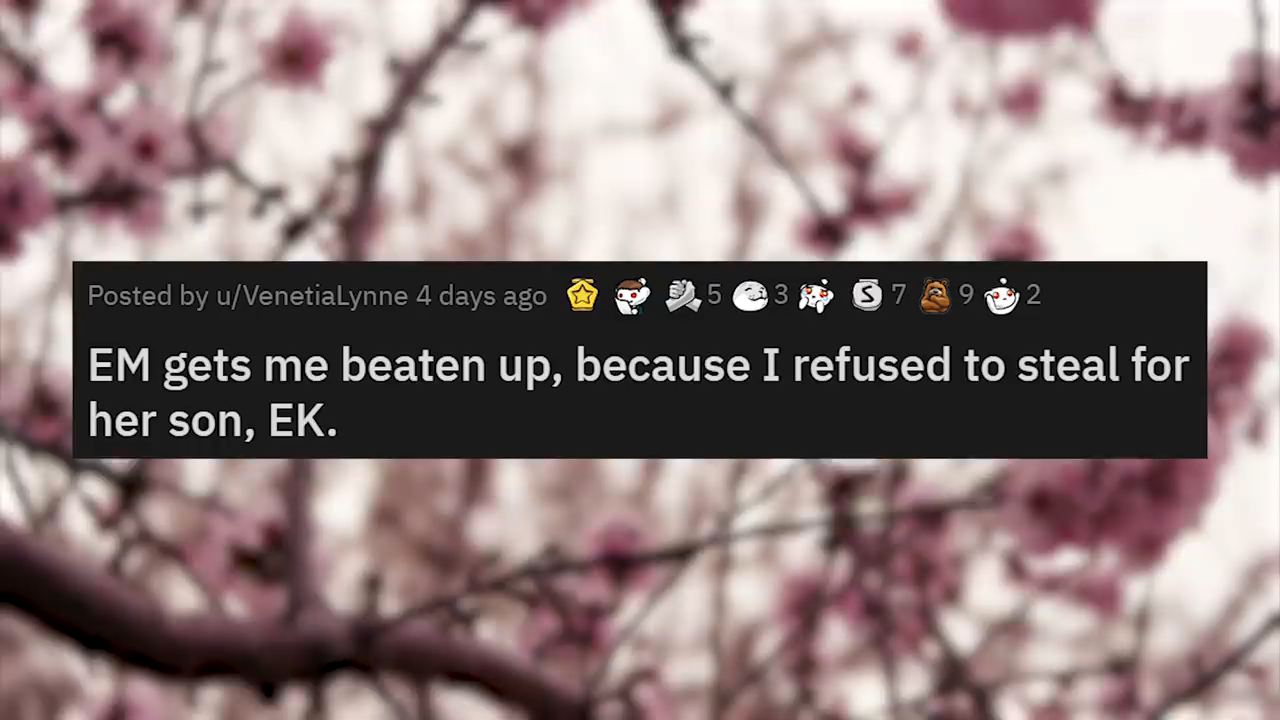 Posted by u/VenetiaLynne 4 days ago 5 3 S 7 9 2
EM gets me beaten up, because I refused to steal for
her son, EK.